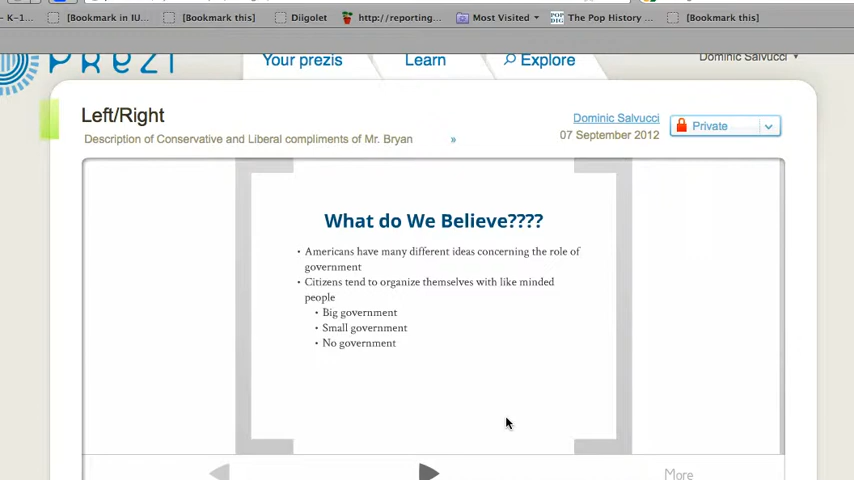 - K-1... [Bookmark in IU... [Bookmark this] Diigolet http://reporting... Most Visited The Pop History ... [Bookmark this]
Prezi Your prezis Learn Explore Dominic Salvucci
Left/Right
Dominic Salvucci
Private
07 September 2012
Description of Conservative and Liberal compliments of Mr. Bryan »
What do We Believe????
• Americans have many different ideas concerning the role of
government
• Citizens tend to organize themselves with like minded
people
• Big government
• Small government
• No government
More